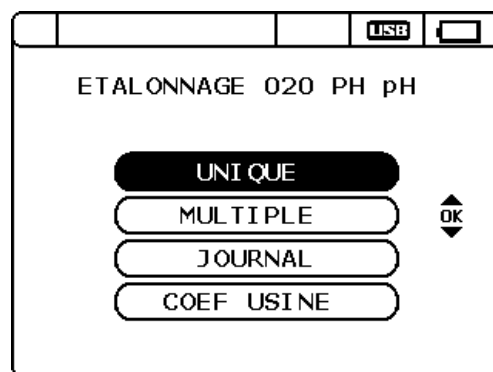 USB
ETALONNAGE 020 PH pH
UNIQUE
MULTIPLE
OK
JOURNAL
COEF USINE